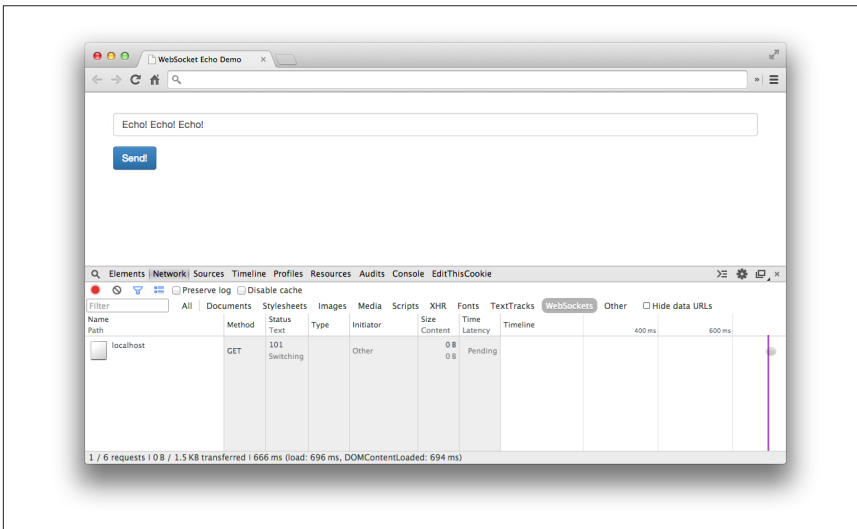 WebSocket Echo Demo
Echo! Echo! Echo!
Send!
Elements Network Sources Timeline Profiles Resources Audits Console EditThisCookie
Preserve log Disable cache
Filter All Documents Stylesheets Images Media Scripts XHR Fonts TextTracks WebSockets Other Hide data URLs
Name Path Method Status Text Type Initiator Size Content Time Latency Timeline 400 ms 600 ms
localhost GET 101 Switching Other 0 B 0 B Pending
1 / 6 requests I 0 B / 1.5 KB transferred I 666 ms (load: 696 ms, DOMContentLoaded: 694 ms)